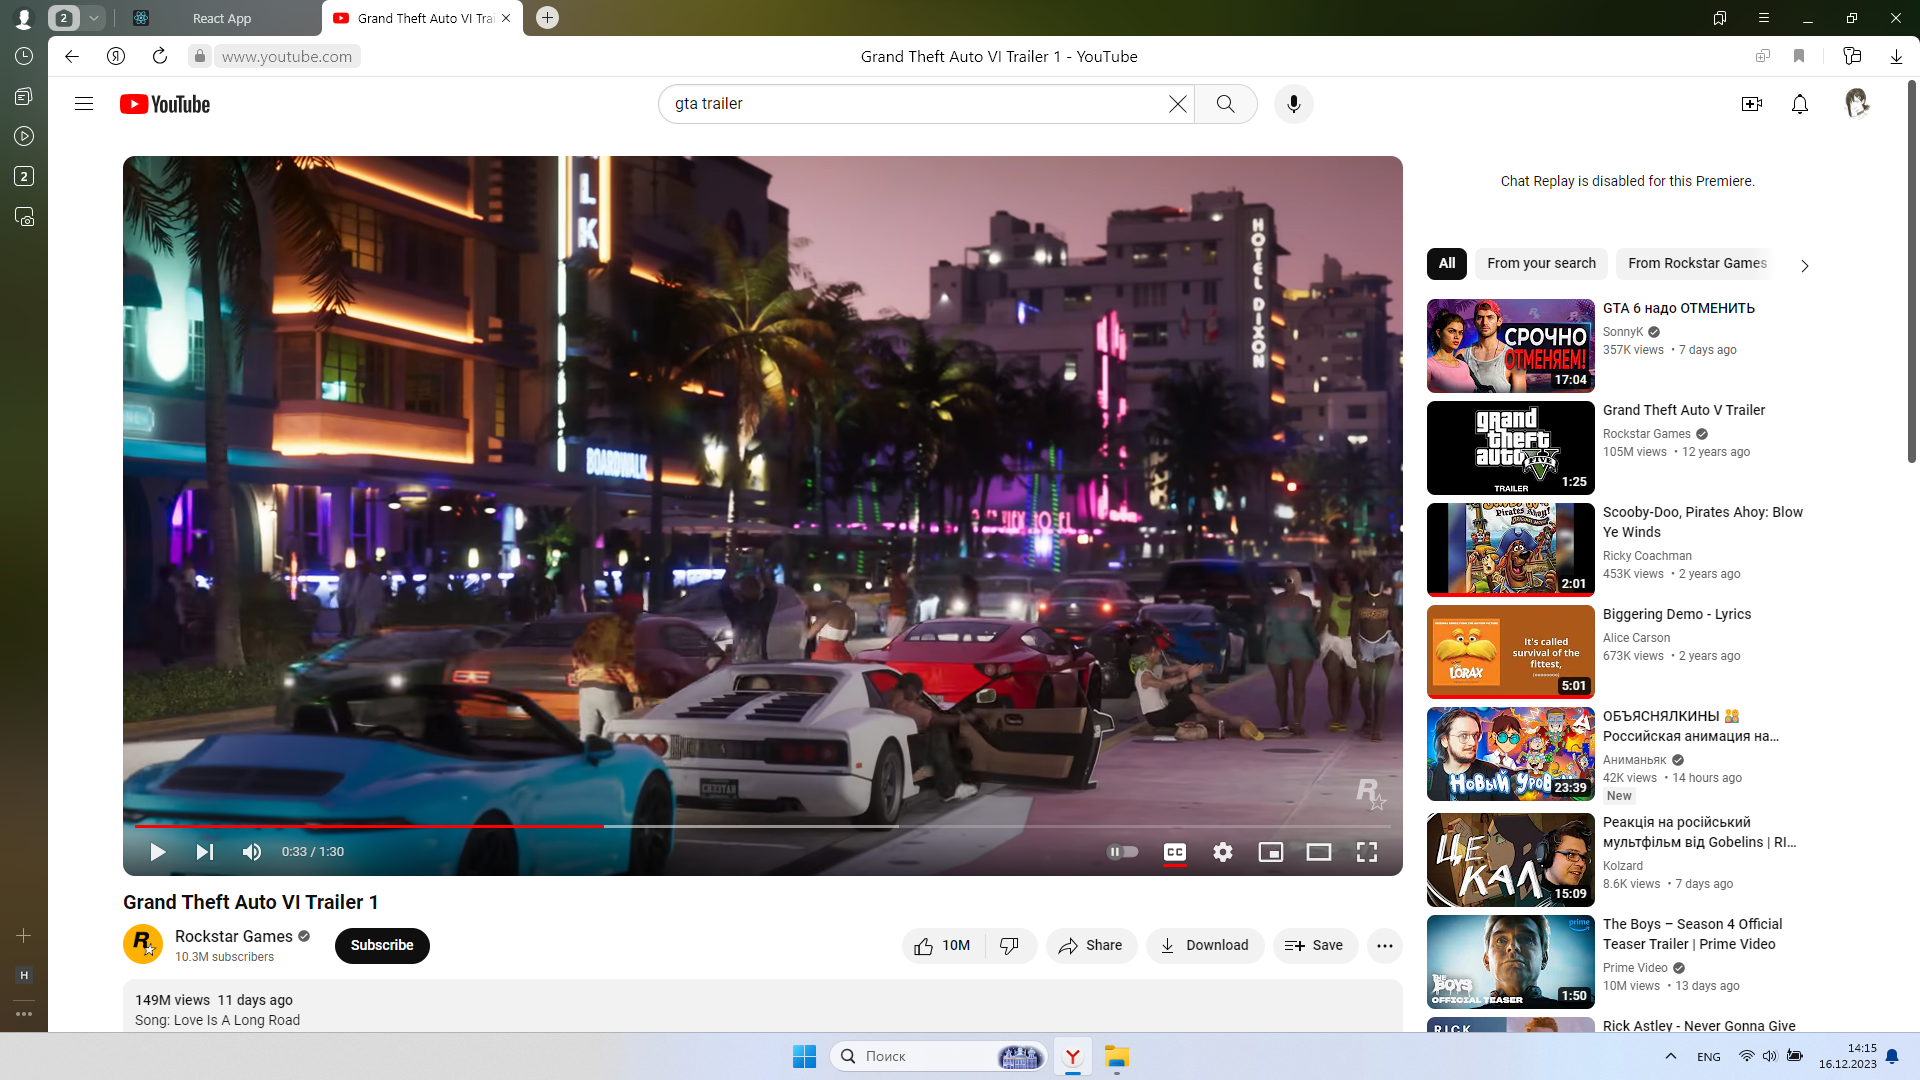 2
React App
Grand Theft Auto VI Trai
www.youtube.com
Grand Theft Auto VI Trailer 1 - YouTube
2
YouTube
gta trailer
LK
HOTEL DIXON
BOARDWALK
0:33 / 1:30
CC
Grand Theft Auto VI Trailer 1
Rockstar Games
10.3M subscribers
Subscribe
10M
Share
Download
Save
149M views 11 days ago
Song: Love Is A Long Road
Chat Replay is disabled for this Premiere.
All
From your search
From Rockstar Games
СРОЧНО
ОТМЕНЯЕМ!
17:04
GTA 6 надо ОТМЕНИТЬ
SonnyK
357K views • 7 days ago
grand
theft
auto V
FIVE
TRAILER
1:25
Grand Theft Auto V Trailer
Rockstar Games
105M views • 12 years ago
Pirates Ahoy!
ORIGINAL MOVIE
2:01
Scooby-Doo, Pirates Ahoy: Blow
Ye Winds
Ricky Coachman
453K views • 2 years ago
LORAX
It's called
survival of the
fittest,
5:01
Biggering Demo - Lyrics
Alice Carson
673K views • 2 years ago
Новый Уров
23:39
ОБЪЯСНЯЛКИНЫ
Российская анимация на...
Аниманьяк
42K views • 14 hours ago
New
ЦЕ
КАЛ
15:09
Реакція на російський
мультфільм від Gobelins | RI...
Kolzard
8.6K views • 7 days ago
prime
THE
BOYS
OFFICIAL TEASER
1:50
The Boys – Season 4 Official
Teaser Trailer | Prime Video
Prime Video
10M views • 13 days ago
RICK
Rick Astley - Never Gonna Give
H
Поиск
ENG
14:15
16.12.2023